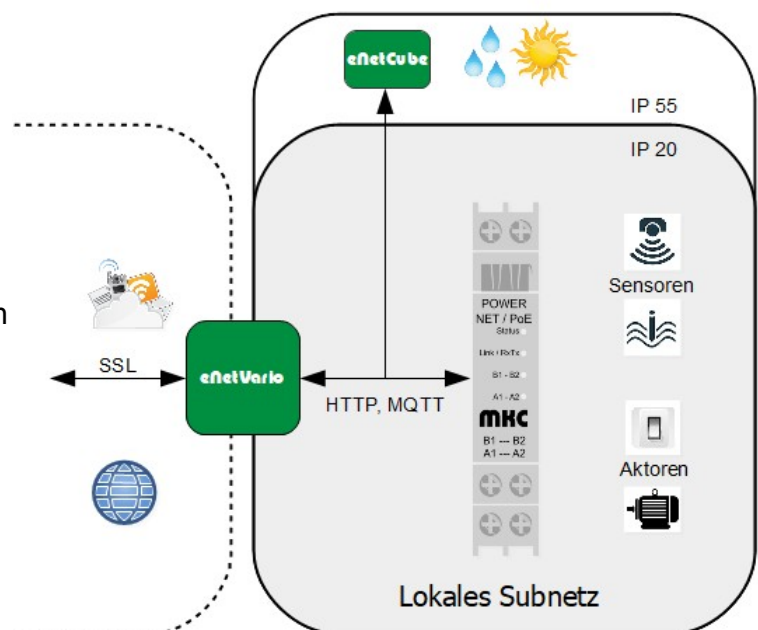 eNetCube
IP 55
IP 20
Sensoren
POWER
NET / PoE
Status
Link / RxTx
B1 - B2
A1 - A2
MKC
B1 --- B2
A1 --- A2
n
SSL
eNetVario
HTTP, MQTT
Aktoren
Lokales Subnetz